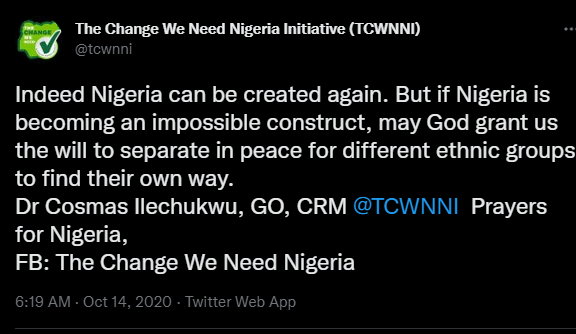 The Change We Need Nigeria Initiative (TCWNNI)
@tcwnni
Indeed Nigeria can be created again. But if Nigeria is
becoming an impossible construct, may God grant us
the will to separate in peace for different ethnic groups
to find their own way.
Dr Cosmas Ilechukwu, GO, CRM @TCWNNI Prayers
for Nigeria,
FB: The Change We Need Nigeria
6:19 AM · Oct 14, 2020 · Twitter Web App